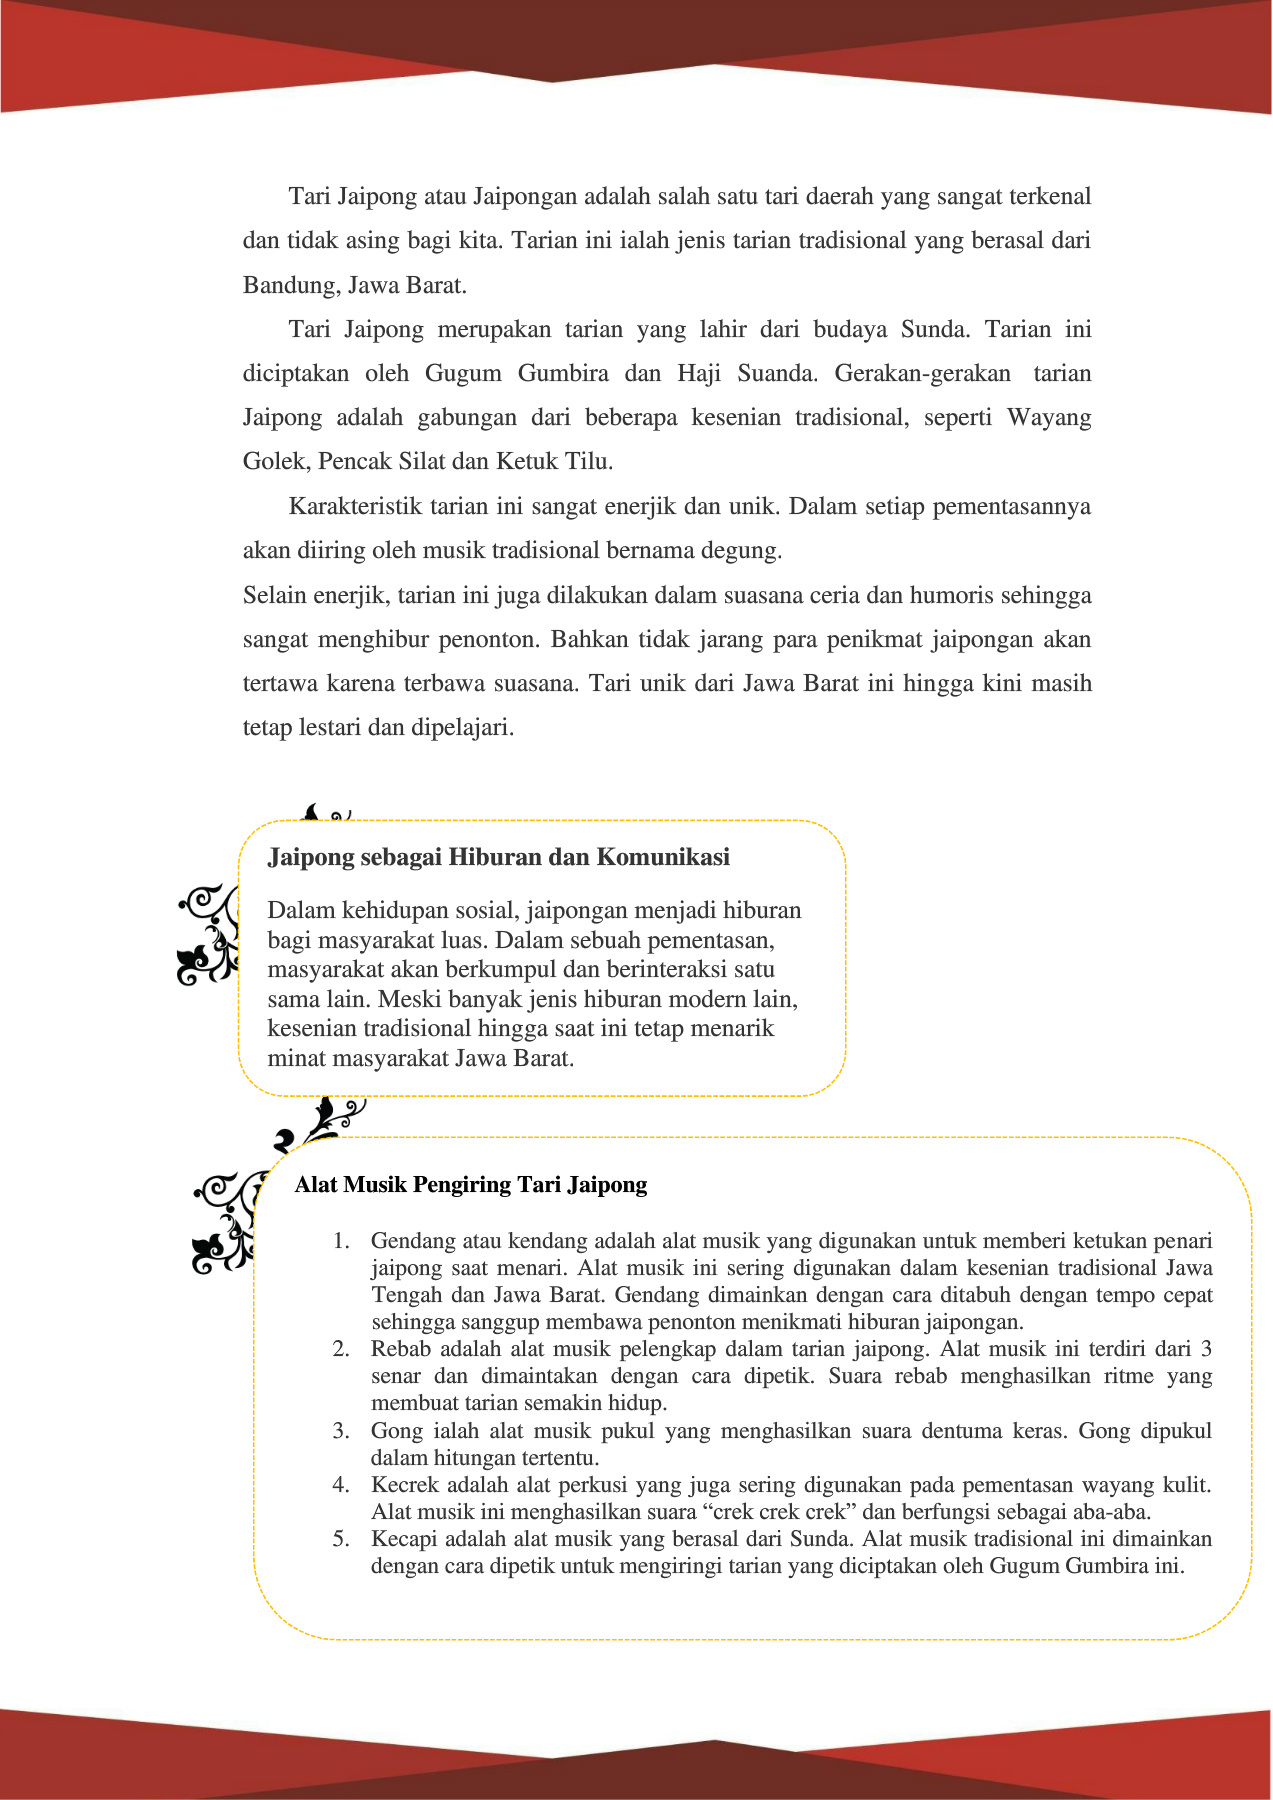 Tari Jaipong atau Jaipongan adalah salah satu tari daerah yang sangat terkenal
dan tidak asing bagi kita. Tarian ini ialah jenis tarian tradisional yang berasal dari
Bandung, Jawa Barat.
Tari Jaipong merupakan tarian yang lahir dari budaya Sunda. Tarian ini
diciptakan oleh Gugum Gumbira dan Haji Suanda. Gerakan-gerakan tarian
Jaipong adalah gabungan dari beberapa kesenian tradisional, seperti Wayang
Golek, Pencak Silat dan Ketuk Tilu.
Karakteristik tarian ini sangat enerjik dan unik. Dalam setiap pementasannya
akan diiring oleh musik tradisional bernama degung.
Selain enerjik, tarian ini juga dilakukan dalam suasana ceria dan humoris sehingga
sangat menghibur penonton. Bahkan tidak jarang para penikmat jaipongan akan
tertawa karena terbawa suasana. Tari unik dari Jawa Barat ini hingga kini masih
tetap lestari dan dipelajari.
Jaipong sebagai Hiburan dan Komunikasi
Dalam kehidupan sosial, jaipongan menjadi hiburan
bagi masyarakat luas. Dalam sebuah pementasan,
masyarakat akan berkumpul dan berinteraksi satu
sama lain. Meski banyak jenis hiburan modern lain,
kesenian tradisional hingga saat ini tetap menarik
minat masyarakat Jawa Barat.
Alat Musik Pengiring Tari Jaipong
1. Gendang atau kendang adalah alat musik yang digunakan untuk memberi ketukan penari
jaipong saat menari. Alat musik ini sering digunakan dalam kesenian tradisional Jawa
Tengah dan Jawa Barat. Gendang dimainkan dengan cara ditabuh dengan tempo cepat
sehingga sanggup membawa penonton menikmati hiburan jaipongan.
2. Rebab adalah alat musik pelengkap dalam tarian jaipong. Alat musik ini terdiri dari 3
senar dan dimaintakan dengan cara dipetik. Suara rebab menghasilkan ritme yang
membuat tarian semakin hidup.
3. Gong ialah alat musik pukul yang menghasilkan suara dentuma keras. Gong dipukul
dalam hitungan tertentu.
4. Kecrek adalah alat perkusi yang juga sering digunakan pada pementasan wayang kulit.
Alat musik ini menghasilkan suara “crek crek crek” dan berfungsi sebagai aba-aba.
5. Kecapi adalah alat musik yang berasal dari Sunda. Alat musik tradisional ini dimainkan
dengan cara dipetik untuk mengiringi tarian yang diciptakan oleh Gugum Gumbira ini.